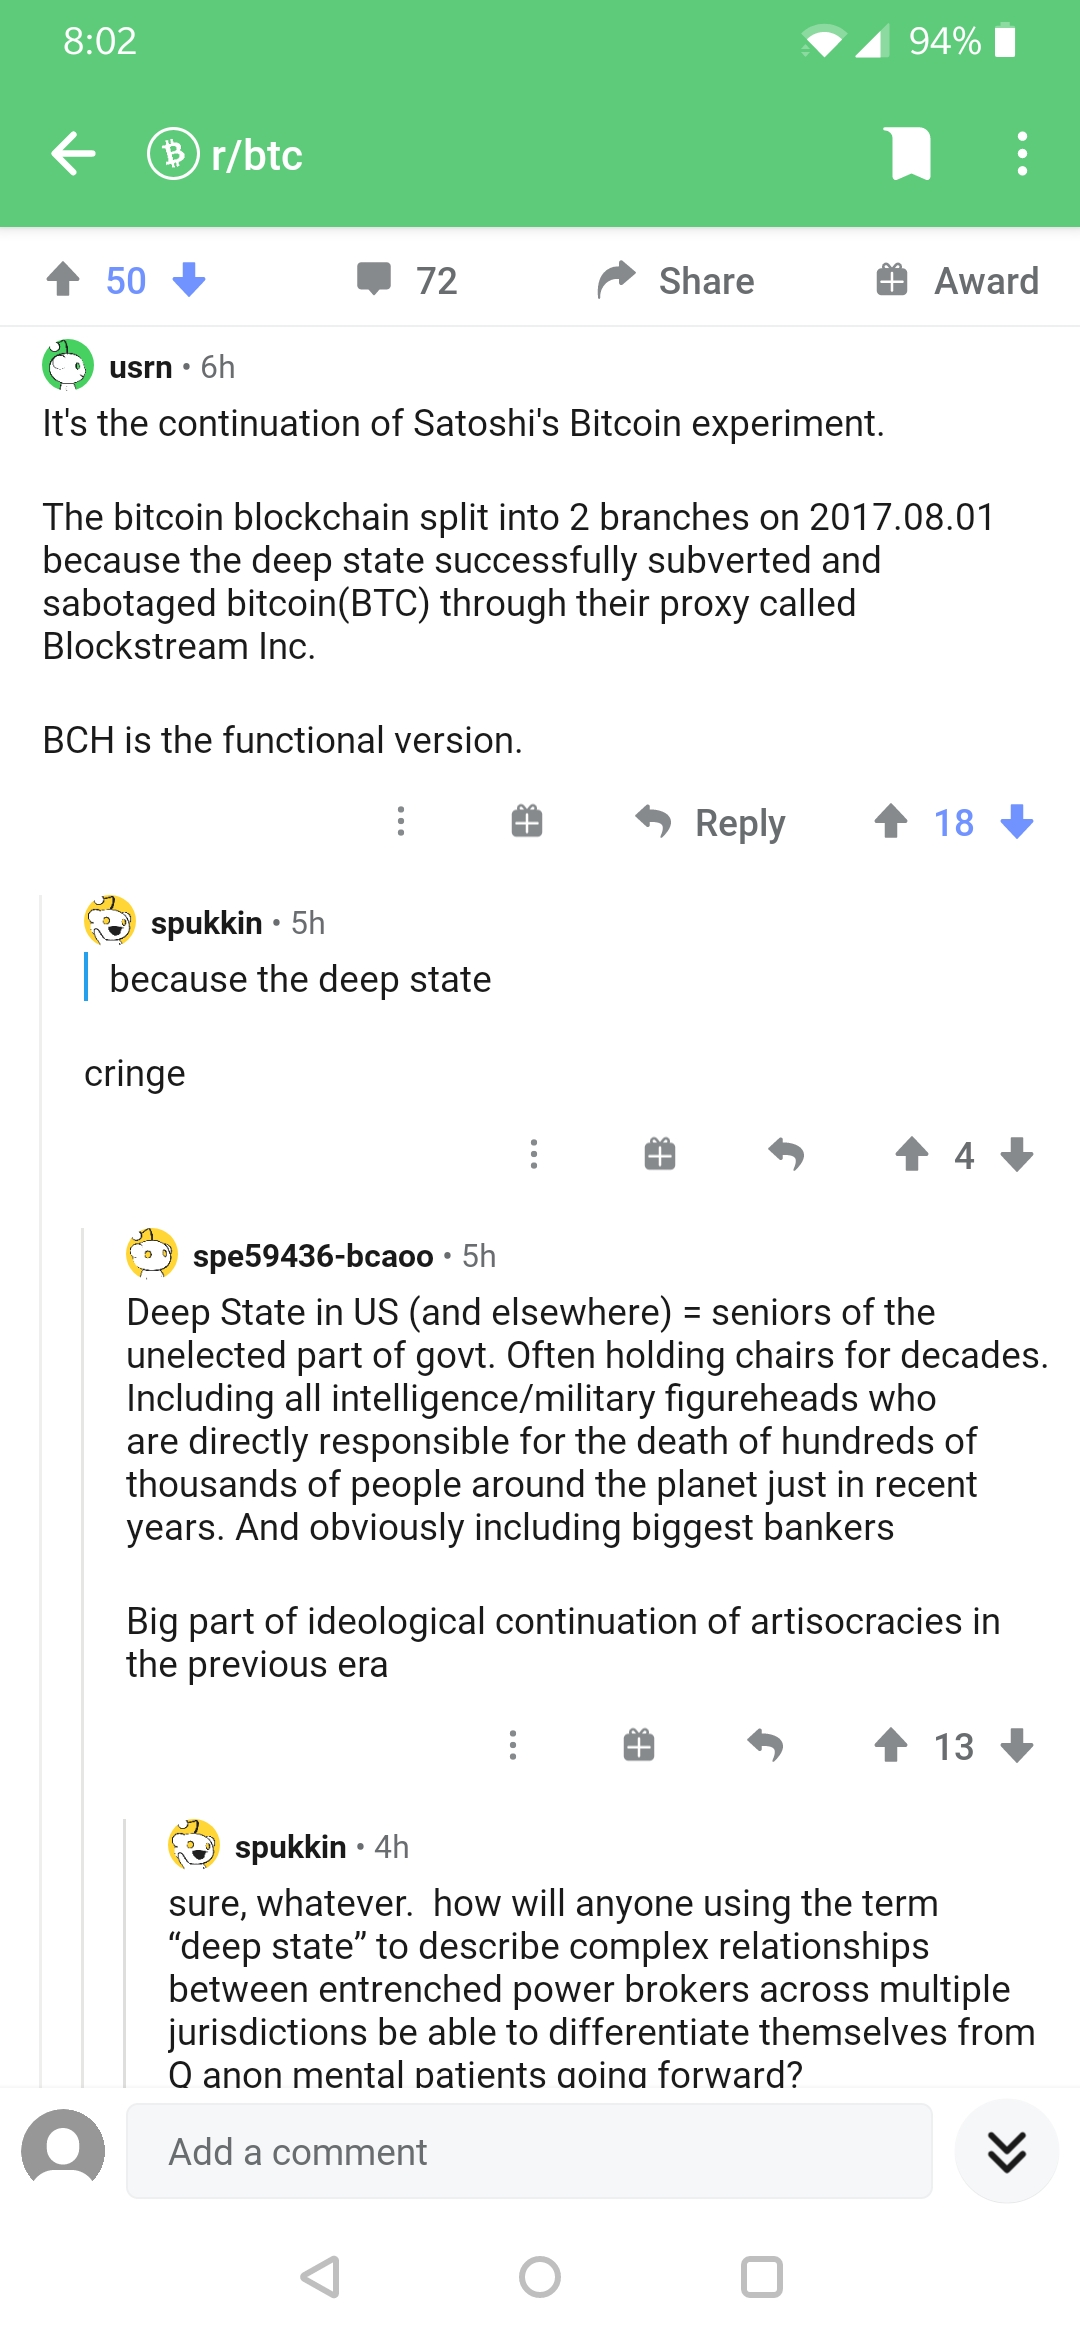 8:02
94%
r/btc
50
72
Share
Award
usrn • 6h
It's the continuation of Satoshi's Bitcoin experiment.
The bitcoin blockchain split into 2 branches on 2017.08.01
because the deep state successfully subverted and
sabotaged bitcoin(BTC) through their proxy called
Blockstream Inc.
BCH is the functional version.
Reply
18
spukkin • 5h
because the deep state
cringe
4
spe59436-bcaoo • 5h
Deep State in US (and elsewhere) = seniors of the
unelected part of govt. Often holding chairs for decades.
Including all intelligence/military figureheads who
are directly responsible for the death of hundreds of
thousands of people around the planet just in recent
years. And obviously including biggest bankers
Big part of ideological continuation of artisocracies in
the previous era
13
spukkin • 4h
sure, whatever.  how will anyone using the term
“deep state” to describe complex relationships
between entrenched power brokers across multiple
jurisdictions be able to differentiate themselves from
Q anon mental patients going forward?
Add a comment